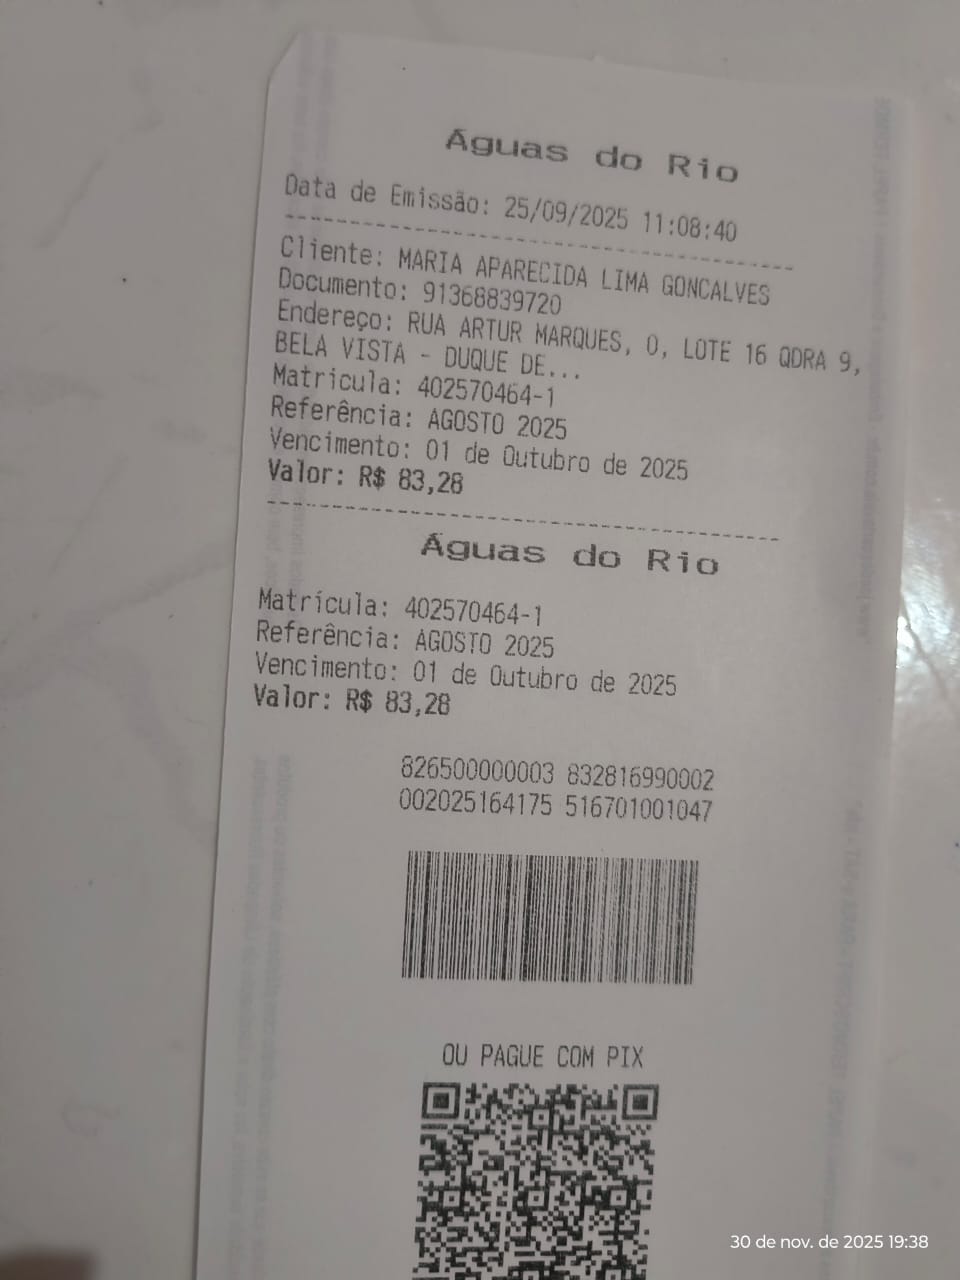 Águas do Rio
Data de Emissão: 25/09/2025 11:08:40
Cliente: MARIA APARECIDA LIMA GONCALVES
Documento: 91368839720
Endereço: RUA ARTUR MARQUES, 0, LOTE 16 QDRA 9,
BELA VISTA - DUQUE DE...
Matrícula: 402570464-1
Referência: AGOSTO 2025
Vencimento: 01 de Outubro de 2025
Valor: R$ 83,28
Águas do Rio
Matrícula: 402570464-1
Referência: AGOSTO 2025
Vencimento: 01 de Outubro de 2025
Valor: R$ 83,28
826500000003 832816990002
002025164175 516701001047
OU PAGUE COM PIX
30 de nov. de 2025 19:38